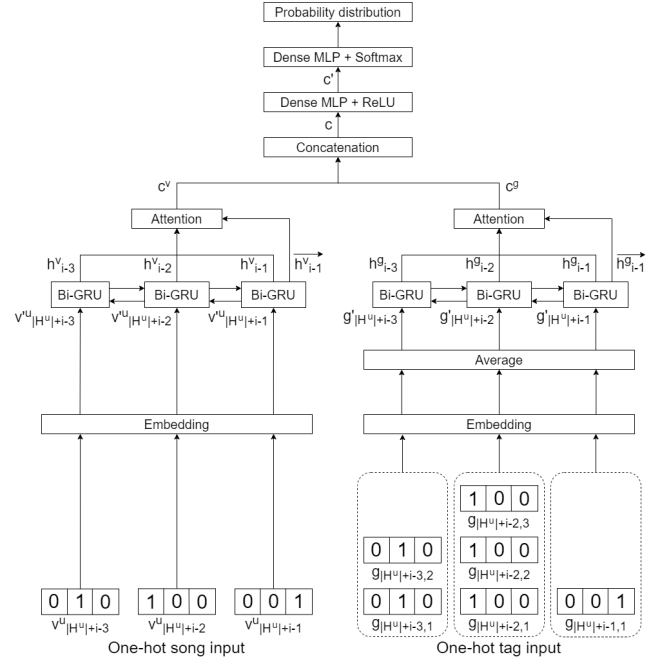 Probability distribution
Dense MLP + Softmax
c'
Dense MLP + ReLU
c
Concatenation
c^v c^g
Attention Attention
h^v_{i-3} h^v_{i-2} h^v_{i-1} \overrightarrow{h^v_{i-1}} h^g_{i-3} h^g_{i-2} h^g_{i-1} \overrightarrow{h^g_{i-1}}
Bi-GRU Bi-GRU Bi-GRU Bi-GRU Bi-GRU Bi-GRU
v'^u_{|H^u|+i-3} v'^u_{|H^u|+i-2} v'^u_{|H^u|+i-1} g'_{|H^u|+i-3} g'_{|H^u|+i-2} g'_{|H^u|+i-1}
Average
Embedding Embedding
1 0 0
g_{|H^u|+i-2,3}
0 1 0 1 0 0
g_{|H^u|+i-3,2} g_{|H^u|+i-2,2}
0 1 0 1 0 0 0 0 1 0 1 0 1 0 0 0 0 1
v^u_{|H^u|+i-3} v^u_{|H^u|+i-2} v^u_{|H^u|+i-1} g_{|H^u|+i-3,1} g_{|H^u|+i-2,1} g_{|H^u|+i-1,1}
One-hot song input One-hot tag input